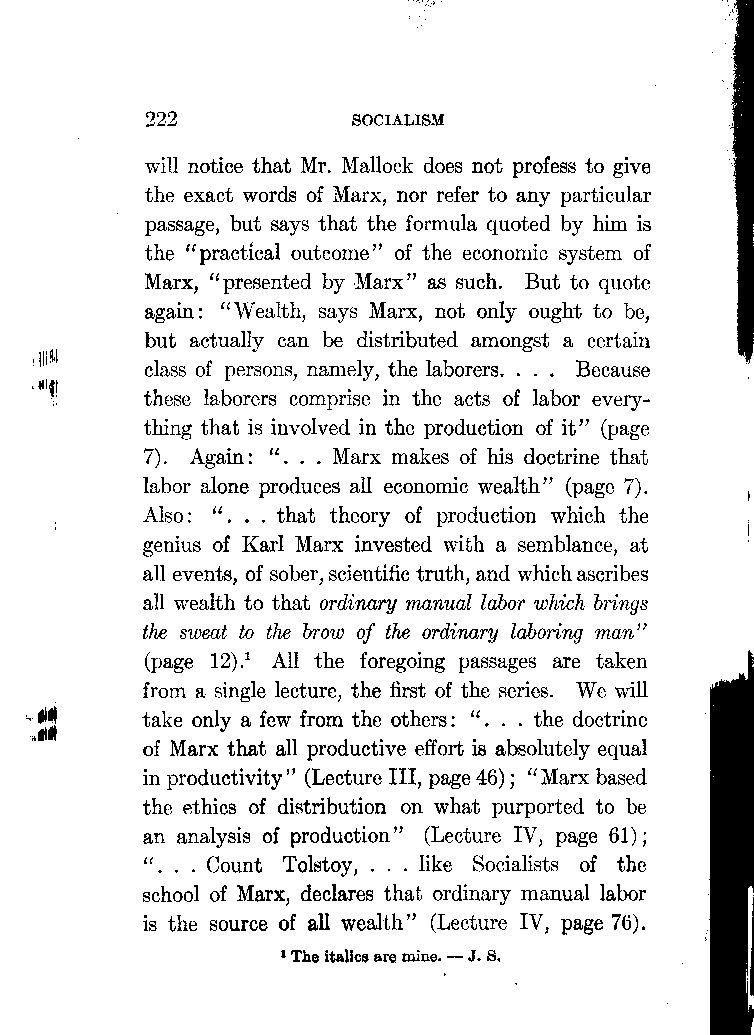 222 SOCIALISM
will notice that Mr. Mallock does not profess to give
the exact words of Marx, nor refer to any particular
passage, but says that the formula quoted by him is
the “practical outcome” of the economic system of
Marx, “presented by Marx” as such. But to quote
again: “Wealth, says Marx, not only ought to be,
but actually can be distributed amongst a certain
class of persons, namely, the laborers. . . . Because
these laborers comprise in the acts of labor every-
thing that is involved in the production of it” (page
7). Again: “. . . Marx makes of his doctrine that
labor alone produces all economic wealth” (page 7).
Also: “. . . that theory of production which the
genius of Karl Marx invested with a semblance, at
all events, of sober, scientific truth, and which ascribes
all wealth to that ordinary manual labor which brings
the sweat to the brow of the ordinary laboring man”
(page 12).¹ All the foregoing passages are taken
from a single lecture, the first of the series. We will
take only a few from the others: “. . . the doctrine
of Marx that all productive effort is absolutely equal
in productivity” (Lecture III, page 46); “Marx based
the ethics of distribution on what purported to be
an analysis of production” (Lecture IV, page 61);
“. . . Count Tolstoy, . . . like Socialists of the
school of Marx, declares that ordinary manual labor
is the source of all wealth” (Lecture IV, page 76).
¹ The italics are mine. — J. S.